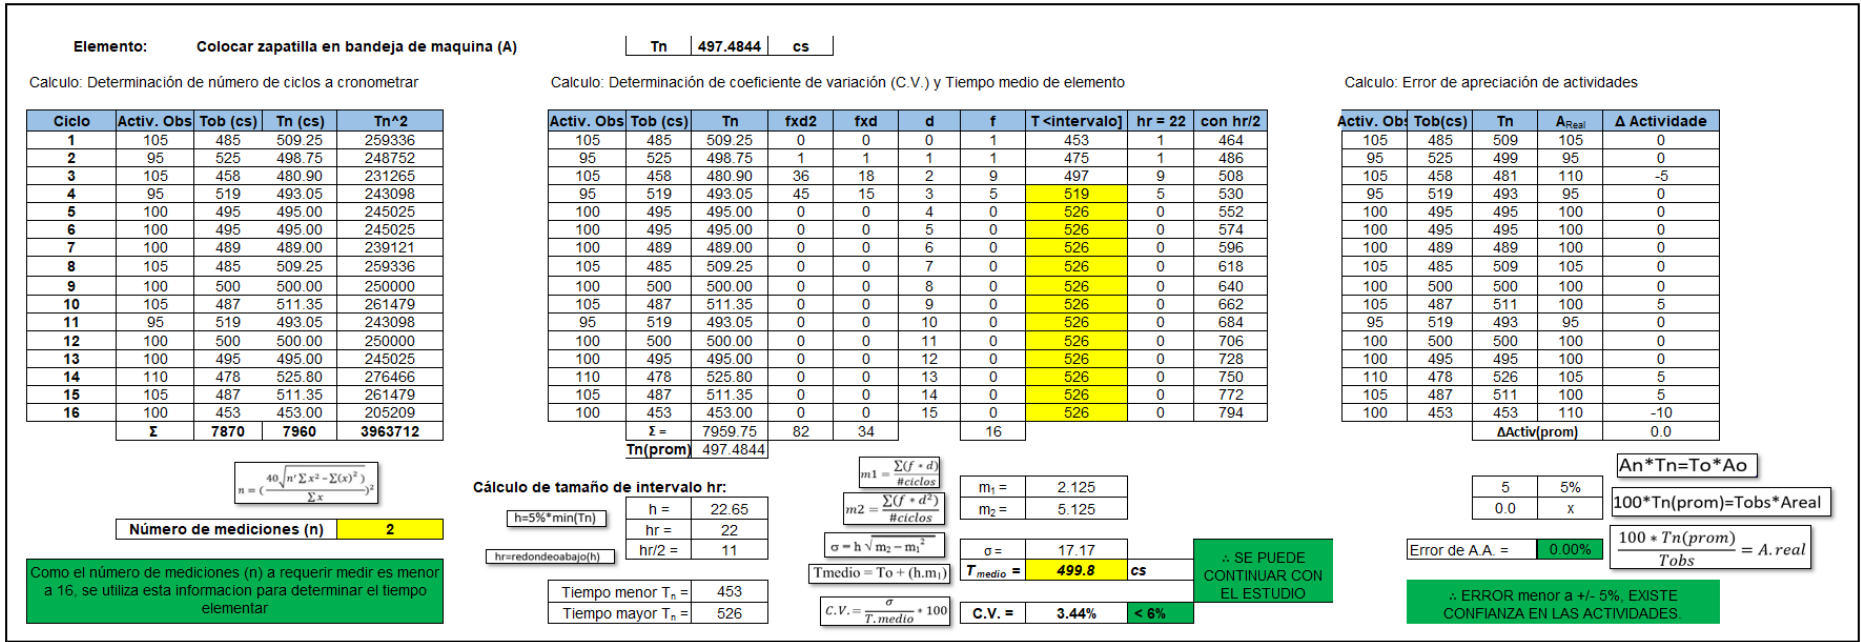 Elemento: Colocar zapatilla en bandeja de maquina (A) Tn 497.4844 cs
Calculo: Determinación de número de ciclos a cronometrar
Ciclo Activ. Obs Tob (cs) Tn (cs) Tn^2
1 105 485 509.25 259336
2 95 525 498.75 248752
3 105 458 480.90 231265
4 95 519 493.05 243098
5 100 495 495.00 245025
6 100 495 495.00 245025
7 100 489 489.00 239121
8 105 485 509.25 259336
9 100 500 500.00 250000
10 105 487 511.35 261479
11 95 519 493.05 243098
12 100 500 500.00 250000
13 100 495 495.00 245025
14 110 478 525.80 276466
15 105 487 511.35 261479
16 100 453 453.00 205209
Σ 7870 7960 3963712
n = (40√(n' Σ x² − Σ(x)²) / Σ x)²
Número de mediciones (n) 2
Como el número de mediciones (n) a requerir medir es menor
a 16, se utiliza esta informacion para determinar el tiempo
elementar
Calculo: Determinación de coeficiente de variación (C.V.) y Tiempo medio de elemento
Activ. Obs Tob (cs) Tn fxd2 fxd d f T <intervalo] hr = 22 con hr/2
105 485 509.25 0 0 0 1 453 1 464
95 525 498.75 1 1 1 1 475 1 486
105 458 480.90 36 18 2 9 497 9 508
95 519 493.05 45 15 3 5 519 5 530
100 495 495.00 0 0 4 0 526 0 552
100 495 495.00 0 0 5 0 526 0 574
100 489 489.00 0 0 6 0 526 0 596
105 485 509.25 0 0 7 0 526 0 618
100 500 500.00 0 0 8 0 526 0 640
105 487 511.35 0 0 9 0 526 0 662
95 519 493.05 0 0 10 0 526 0 684
100 500 500.00 0 0 11 0 526 0 706
100 495 495.00 0 0 12 0 526 0 728
110 478 525.80 0 0 13 0 526 0 750
105 487 511.35 0 0 14 0 526 0 772
100 453 453.00 0 0 15 0 526 0 794
Σ = 7959.75 82 34 16
Tn(prom) 497.4844
Cálculo de tamaño de intervalo hr:
h=5%*min(Tn)
h = 22.65
hr = 22
hr=redondeoabajo(h)
hr/2 = 11
Tiempo menor Tₙ = 453
Tiempo mayor Tₙ = 526
m1 = Σ(f * d) / #ciclos
m2 = Σ(f * d²) / #ciclos
σ = h √(m₂ − m₁²)
Tmedio = To + (h.m₁)
C.V. = σ / T.medio * 100
m₁ = 2.125
m₂ = 5.125
σ = 17.17
T medio = 499.8 cs
C.V. = 3.44% < 6%
∴ SE PUEDE
CONTINUAR CON
EL ESTUDIO
Calculo: Error de apreciación de actividades
Activ. Obs Tob(cs) Tn A Real Δ Actividade
105 485 509 105 0
95 525 499 95 0
105 458 481 110 -5
95 519 493 95 0
100 495 495 100 0
100 495 495 100 0
100 489 489 100 0
105 485 509 105 0
100 500 500 100 0
105 487 511 100 5
95 519 493 95 0
100 500 500 100 0
100 495 495 100 0
110 478 526 105 5
105 487 511 100 5
100 453 453 110 -10
ΔActiv(prom) 0.0
An*Tn=To*Ao
5 5%
0.0 x
100*Tn(prom)=Tobs*Areal
100 * Tn(prom) / Tobs = A.real
Error de A.A. = 0.00%
∴ ERROR menor a +/- 5%, EXISTE
CONFIANZA EN LAS ACTIVIDADES.